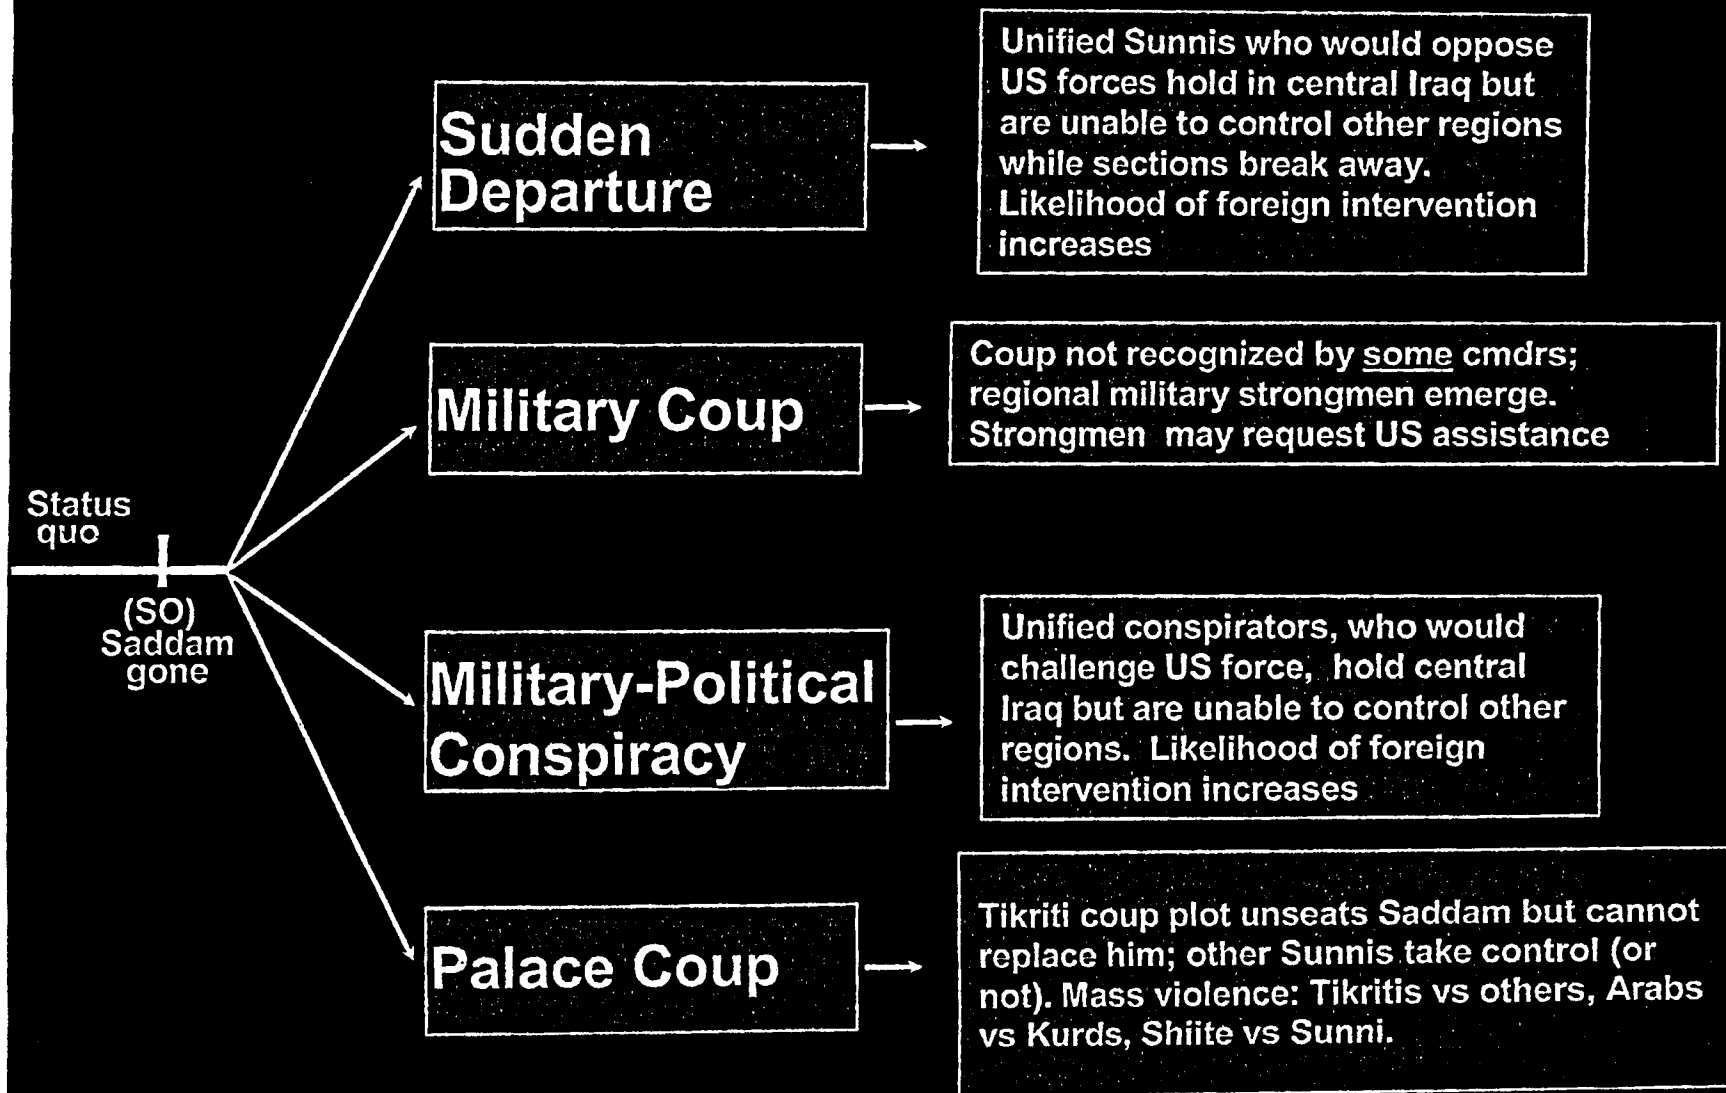 Status
quo
(SO)
Saddam
gone
Sudden
Departure
Unified Sunnis who would oppose
US forces hold in central Iraq but
are unable to control other regions
while sections break away.
Likelihood of foreign intervention
increases
Military Coup
Coup not recognized by some cmdrs;
regional military strongmen emerge.
Strongmen may request US assistance
Military-Political
Conspiracy
Unified conspirators, who would
challenge US force, hold central
Iraq but are unable to control other
regions. Likelihood of foreign
intervention increases
Palace Coup
Tikriti coup plot unseats Saddam but cannot
replace him; other Sunnis take control (or
not). Mass violence: Tikritis vs others, Arabs
vs Kurds, Shiite vs Sunni.